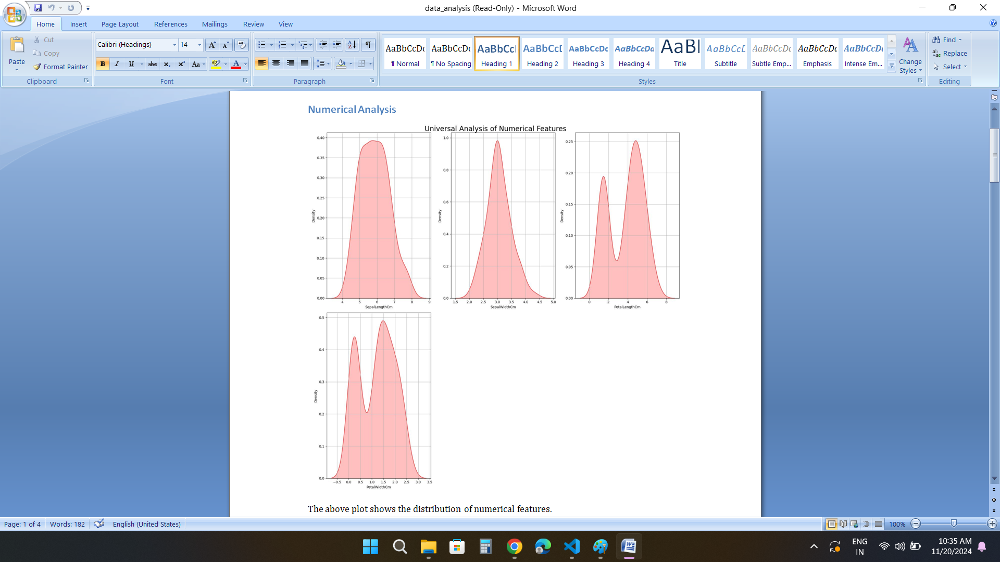 data_analysis (Read-Only) - Microsoft Word
Home Insert Page Layout References Mailings Review View
Paste
Cut
Copy
Format Painter
Clipboard
Calibri (Headings) 14
B I U abc x₂ x² Aa
Font
Paragraph
AaBbCcDc AaBbCcDc AaBbCcI AaBbCcI AaBbCcDc AaBbCcDc AaBl AaBbCcL AaBbCcDc AaBbCcDc AaBbCcDc
¶ Normal ¶ No Spacing Heading 1 Heading 2 Heading 3 Heading 4 Title Subtitle Subtle Emp... Emphasis Intense Em...
Styles
Change
Styles
Find
Replace
Select
Editing
Numerical Analysis
Universal Analysis of Numerical Features
0.40
0.35
0.30
0.25
0.20
0.15
0.10
0.05
0.00
Density
4 5 6 7 8 9
SepalLengthCm
1.0
0.8
0.6
0.4
0.2
0.0
Density
1.5 2.0 2.5 3.0 3.5 4.0 4.5 5.0
SepalWidthCm
0.25
0.20
0.15
0.10
0.05
0.00
Density
0 2 4 6 8
PetalLengthCm
0.5
0.4
0.3
0.2
0.1
0.0
Density
−0.5 0.0 0.5 1.0 1.5 2.0 2.5 3.0 3.5
PetalWidthCm
The above plot shows the distribution of numerical features.
Page: 1 of 4 Words: 182 English (United States) 100%
ENG
IN
10:35 AM
11/20/2024